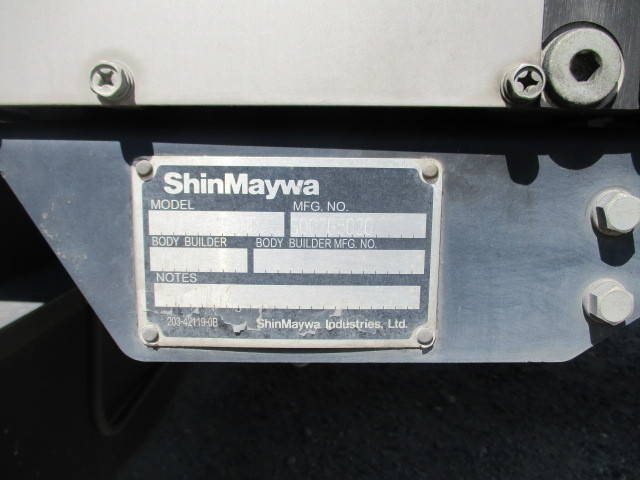 ShinMaywa
MODEL MFG. NO.
BODY BUILDER BODY BUILDER MFG. NO.
NOTES
203-42119-0B ShinMaywa Industries, Ltd.